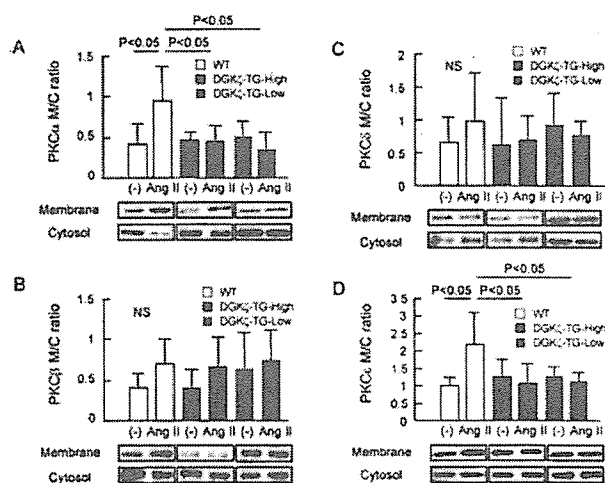 A
P<0.05
P<0.05 P<0.05
PKCα M/C ratio
1.5
1
0.5
0
WT
DGKζ-TG-High
DGKζ-TG-Low
(-) Ang II (-) Ang II (-) Ang II
Membrane
Cytosol
B
NS
PKCβ M/C ratio
1.5
1
0.5
0
WT
DGKζ-TG-High
DGKζ-TG-Low
(-) Ang II (-) Ang II (-) Ang II
Membrane
Cytosol
C
NS
PKCδ M/C ratio
2
1.5
1
0.5
0
WT
DGKζ-TG-High
DGKζ-TG-Low
(-) Ang II (-) Ang II (-) Ang II
Membrane
Cytosol
D
P<0.05
P<0.05 P<0.05
PKCε M/C ratio
3.5
3
2.5
2
1.5
1
0.5
0
WT
DGKζ-TG-High
DGKζ-TG-Low
(-) Ang II (-) Ang II (-) Ang II
Membrane
Cytosol